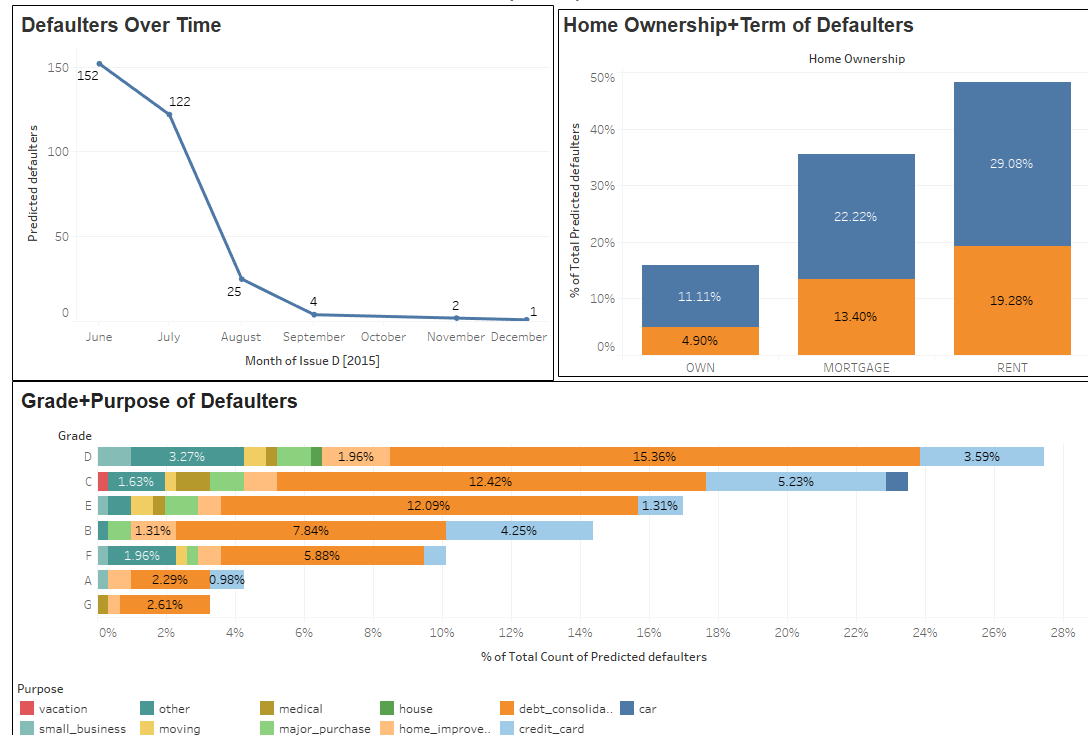 Defaulters Over Time
Predicted defaulters
150
100
50
0
152
122
25
4
2
1
June July August September October November December
Month of Issue D [2015]
Home Ownership+Term of Defaulters
Home Ownership
% of Total Predicted defaulters
50%
40%
30%
20%
10%
0%
11.11%
4.90%
22.22%
13.40%
29.08%
19.28%
OWN MORTGAGE RENT
Grade+Purpose of Defaulters
Grade
D 3.27% 1.96% 15.36% 3.59%
C 1.63% 12.42% 5.23%
E 12.09% 1.31%
B 1.31% 7.84% 4.25%
F 1.96% 5.88%
A 2.29% 0.98%
G 2.61%
0% 2% 4% 6% 8% 10% 12% 14% 16% 18% 20% 22% 24% 26% 28%
% of Total Count of Predicted defaulters
Purpose
vacation other medical house debt_consolida.. car
small_business moving major_purchase home_improve.. credit_card